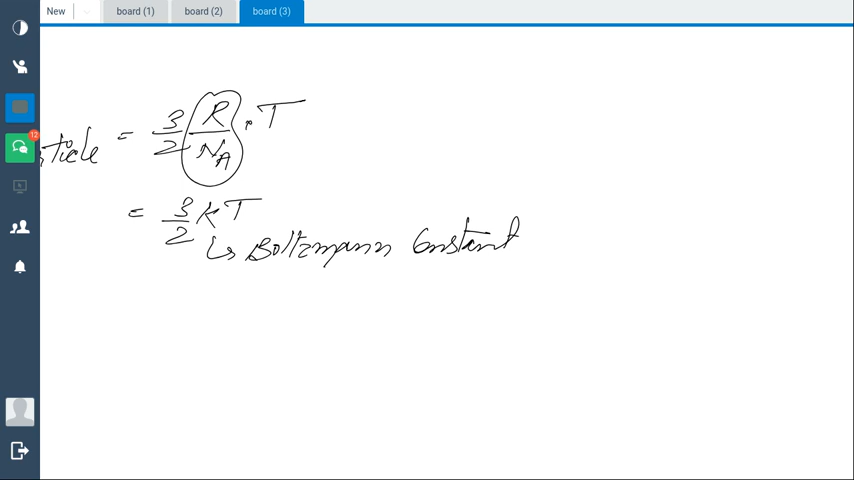 New board (1) board (2) board (3)
12
ticle = 3/2 R/N_A . T
= 3/2 KT
↳ Boltzmann Constant